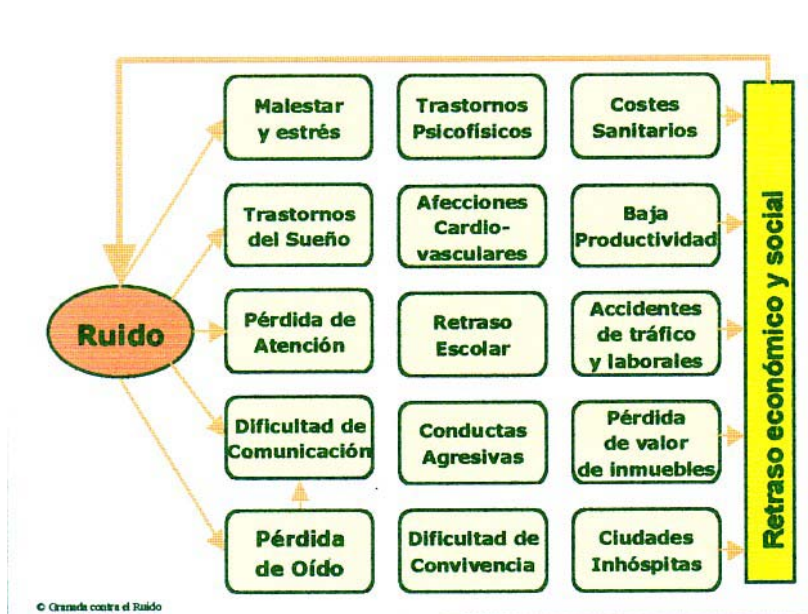 Malestar
y estrés
Trastornos
Psicofísicos
Costes
Sanitarios
Trastornos
del Sueño
Afecciones
Cardio-
vasculares
Baja
Productividad
Ruido
Pérdida de
Atención
Retraso
Escolar
Accidentes
de tráfico
y laborales
Dificultad de
Comunicación
Conductas
Agresivas
Pérdida
de valor
de inmuebles
Pérdida
de Oído
Dificultad de
Convivencia
Ciudades
Inhóspitas
Retraso económico y social
© Granada contra el Ruido